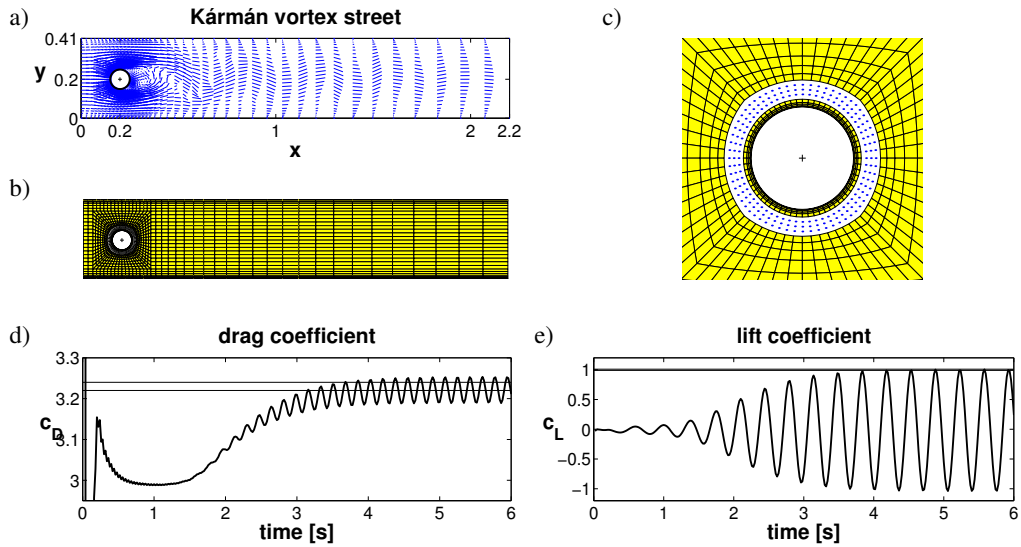 a)
Kármán vortex street
0.41
y
0.2
0
0
0.2
1
2
2.2
x
b)
c)
d)
drag coefficient
3.3
3.2
c_D
3.1
3
0
1
2
3
4
5
6
time [s]
e)
lift coefficient
1
0.5
c_L
0
−0.5
−1
0
1
2
3
4
5
6
time [s]